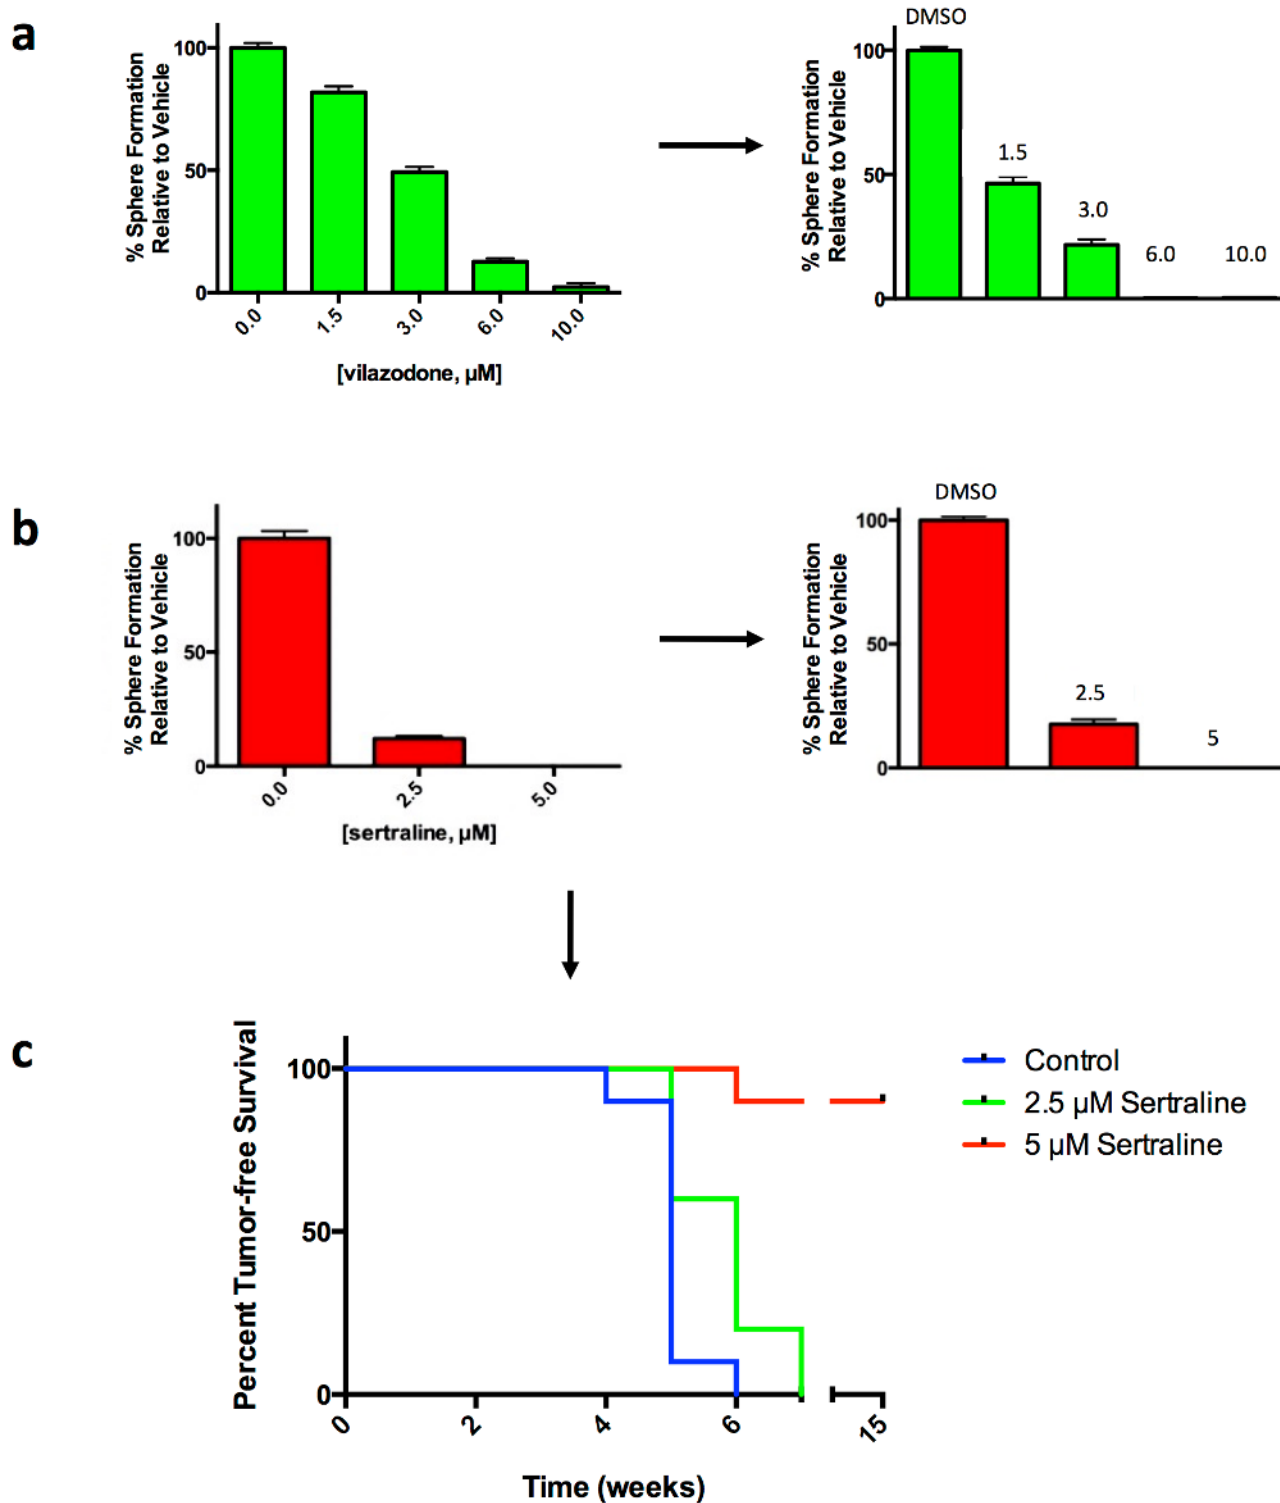 a
% Sphere Formation
Relative to Vehicle
100
50
0
0.0 1.5 3.0 6.0 10.0
[vilazodone, µM]
% Sphere Formation
Relative to Vehicle
100
50
0
DMSO
1.5
3.0
6.0
10.0
b
% Sphere Formation
Relative to Vehicle
100
50
0
0.0 2.5 5.0
[sertraline, µM]
% Sphere Formation
Relative to Vehicle
100
50
0
DMSO
2.5
5
c
Percent Tumor-free Survival
100
50
0
0 2 4 6 15
Time (weeks)
Control
2.5 µM Sertraline
5 µM Sertraline